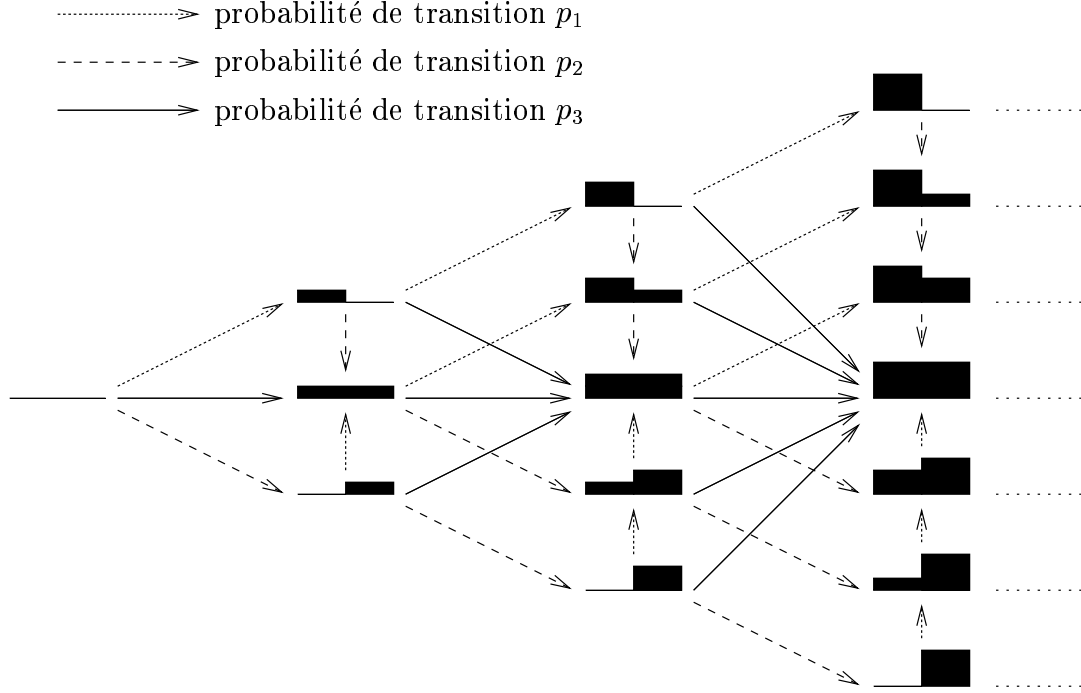 probabilité de transition p₁
probabilité de transition p₂
probabilité de transition p₃